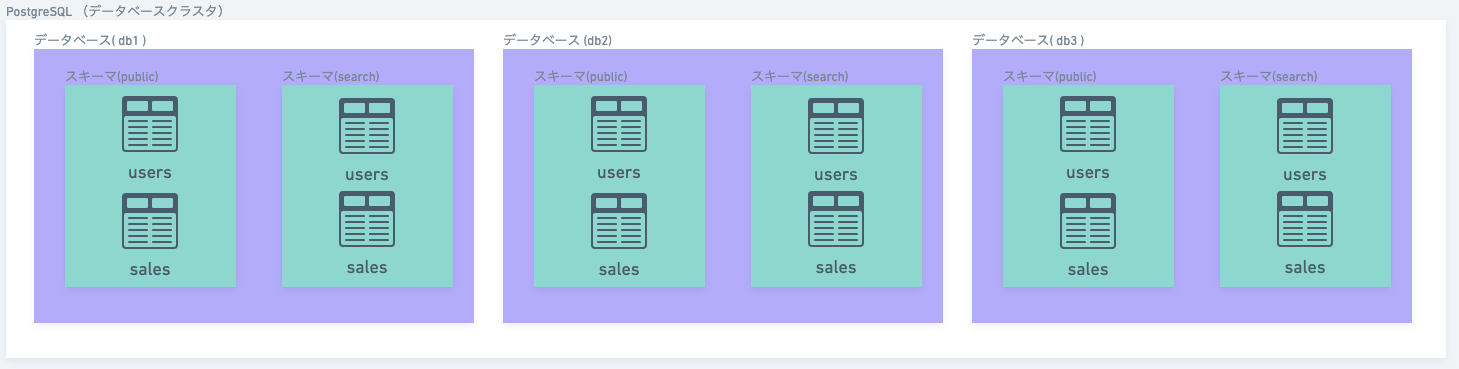 PostgreSQL （データベースクラスタ）
データベース( db1 )
スキーマ(public)
users
sales
スキーマ(search)
users
sales
データベース (db2)
スキーマ(public)
users
sales
スキーマ(search)
users
sales
データベース( db3 )
スキーマ(public)
users
sales
スキーマ(search)
users
sales